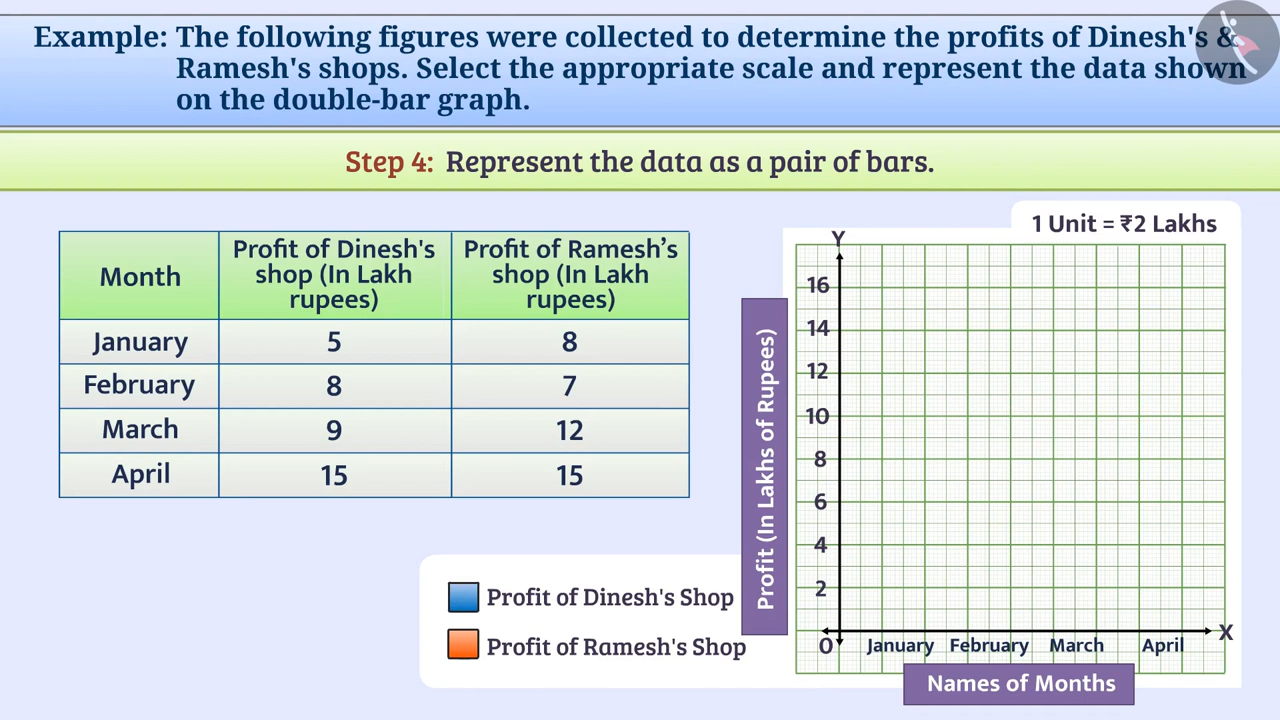 Example: The following figures were collected to determine the profits of Dinesh's &
Ramesh's shops. Select the appropriate scale and represent the data shown
on the double-bar graph.
Step 4: Represent the data as a pair of bars.
Month
Profit of Dinesh's
shop (In Lakh
rupees)
Profit of Ramesh’s
shop (In Lakh
rupees)
January 5 8
February 8 7
March 9 12
April 15 15
Profit of Dinesh's Shop
Profit of Ramesh's Shop
1 Unit = ₹2 Lakhs
Y
16
14
12
10
8
6
4
2
0
Profit (In Lakhs of Rupees)
X
January February March April
Names of Months